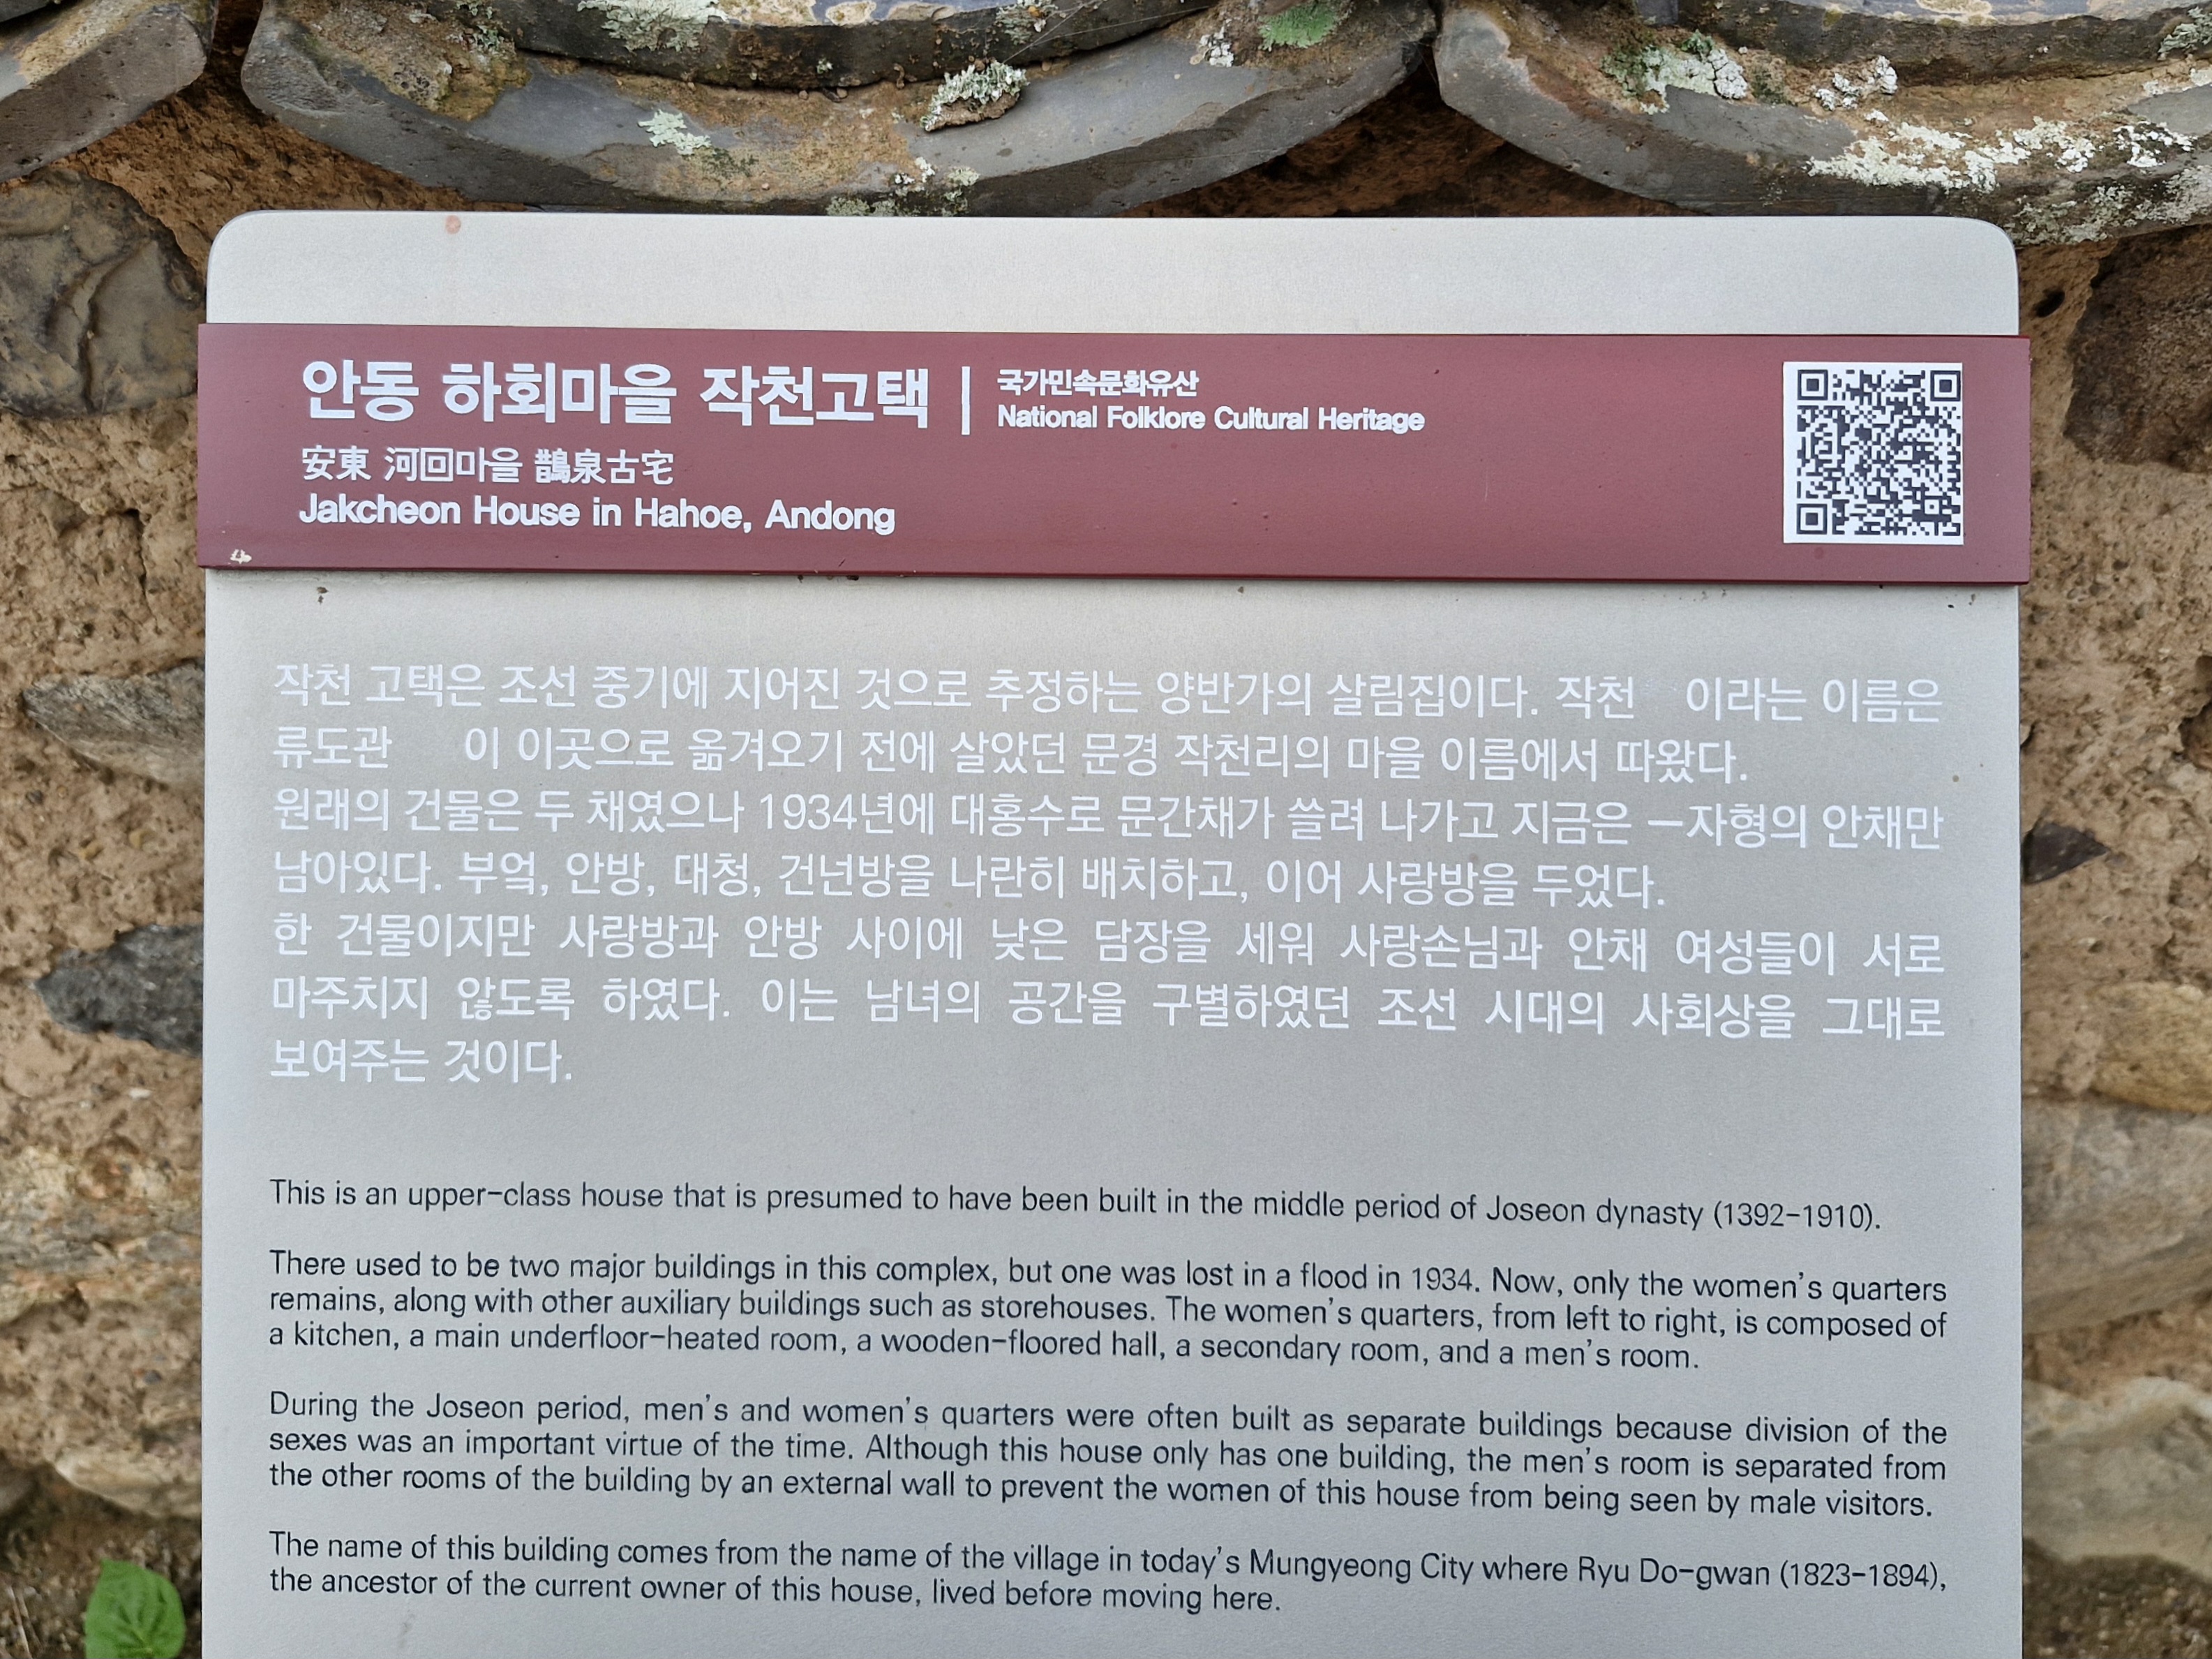 안동 하회마을 작천고택
국가민속문화유산
National Folklore Cultural Heritage
安東 河回마을 鵲泉古宅
Jakcheon House in Hahoe, Andong
작천 고택은 조선 중기에 지어진 것으로 추정하는 양반가의 살림집이다. 작천 이라는 이름은
류도관 이 이곳으로 옮겨오기 전에 살았던 문경 작천리의 마을 이름에서 따왔다.
원래의 건물은 두 채였으나 1934년에 대홍수로 문간채가 쓸려 나가고 지금은 一자형의 안채만
남아있다. 부엌, 안방, 대청, 건넌방을 나란히 배치하고, 이어 사랑방을 두었다.
한 건물이지만 사랑방과 안방 사이에 낮은 담장을 세워 사랑손님과 안채 여성들이 서로
마주치지 않도록 하였다. 이는 남녀의 공간을 구별하였던 조선 시대의 사회상을 그대로
보여주는 것이다.
This is an upper-class house that is presumed to have been built in the middle period of Joseon dynasty (1392-1910).
There used to be two major buildings in this complex, but one was lost in a flood in 1934. Now, only the women's quarters
remains, along with other auxiliary buildings such as storehouses. The women's quarters, from left to right, is composed of
a kitchen, a main underfloor-heated room, a wooden-floored hall, a secondary room, and a men's room.
During the Joseon period, men's and women's quarters were often built as separate buildings because division of the
sexes was an important virtue of the time. Although this house only has one building, the men's room is separated from
the other rooms of the building by an external wall to prevent the women of this house from being seen by male visitors.
The name of this building comes from the name of the village in today's Mungyeong City where Ryu Do-gwan (1823-1894),
the ancestor of the current owner of this house, lived before moving here.